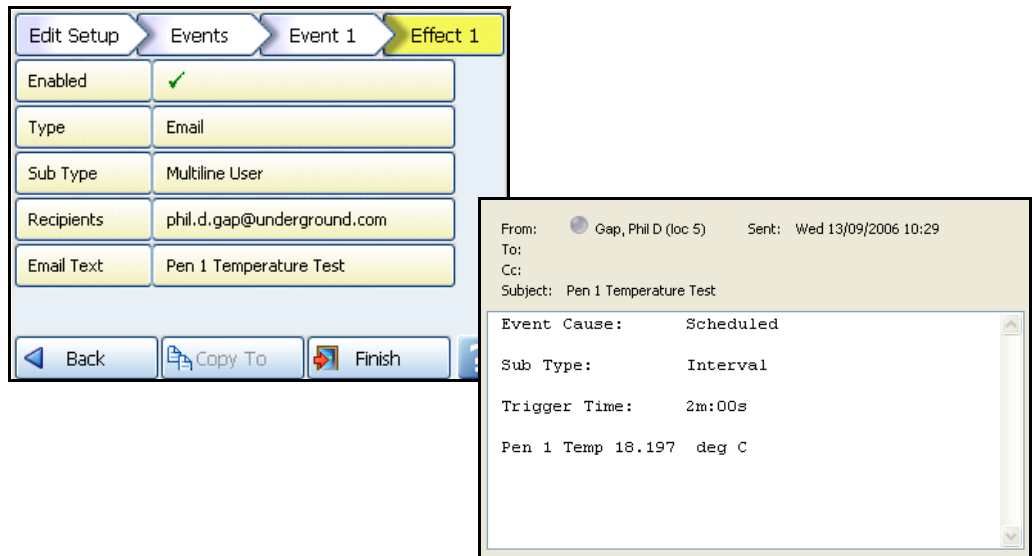 Edit Setup Events Event 1 Effect 1
Enabled
Type Email
Sub Type Multiline User
Recipients phil.d.gap@underground.com
Email Text Pen 1 Temperature Test
Back Copy To Finish ?
From: Gap, Phil D (loc 5) Sent: Wed 13/09/2006 10:29
To:
Cc:
Subject: Pen 1 Temperature Test
Event Cause: Scheduled
Sub Type: Interval
Trigger Time: 2m:00s
Pen 1 Temp 18.197 deg C